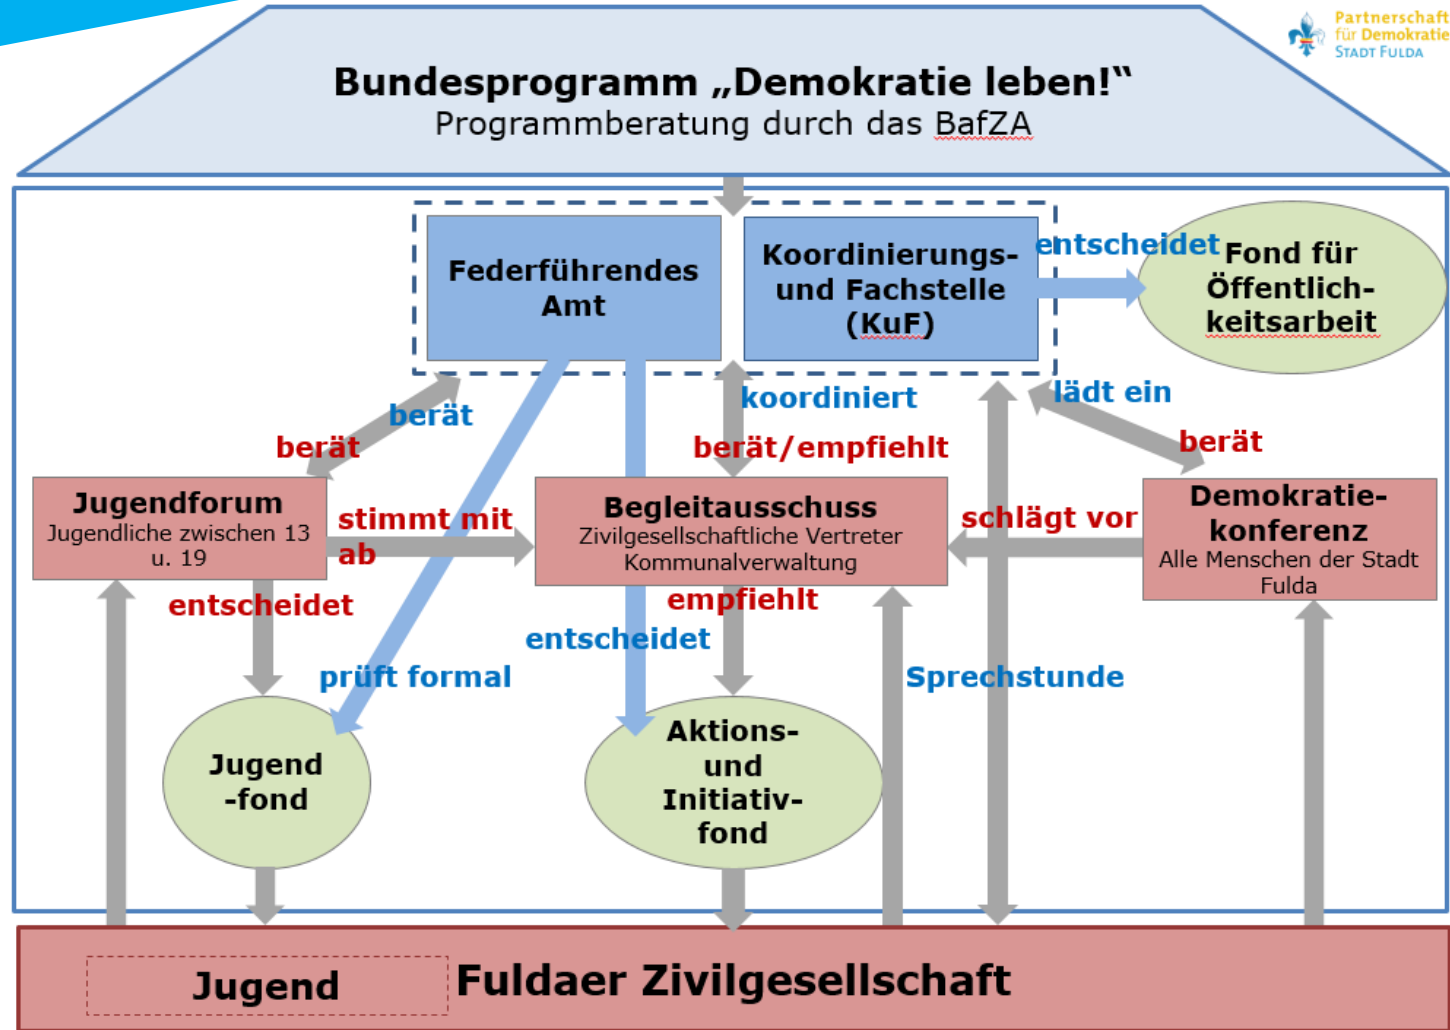 Partnerschaft
für Demokratie
STADT FULDA
Bundesprogramm „Demokratie leben!“
Programmberatung durch das BafZA
Federführendes
Amt
Koordinierungs-
und Fachstelle
(KuF)
entscheidet
Fond für
Öffentlich-
keitsarbeit
berät
berät
koordiniert
berät/empfiehlt
lädt ein
berät
Jugendforum
Jugendliche zwischen 13
u. 19
stimmt mit
ab
Begleitausschuss
Zivilgesellschaftliche Vertreter
Kommunalverwaltung
schlägt vor
Demokratie-
konferenz
Alle Menschen der Stadt
Fulda
entscheidet
empfiehlt
entscheidet
prüft formal
Sprechstunde
Jugend
-fond
Aktions-
und
Initiativ-
fond
Jugend
Fuldaer Zivilgesellschaft